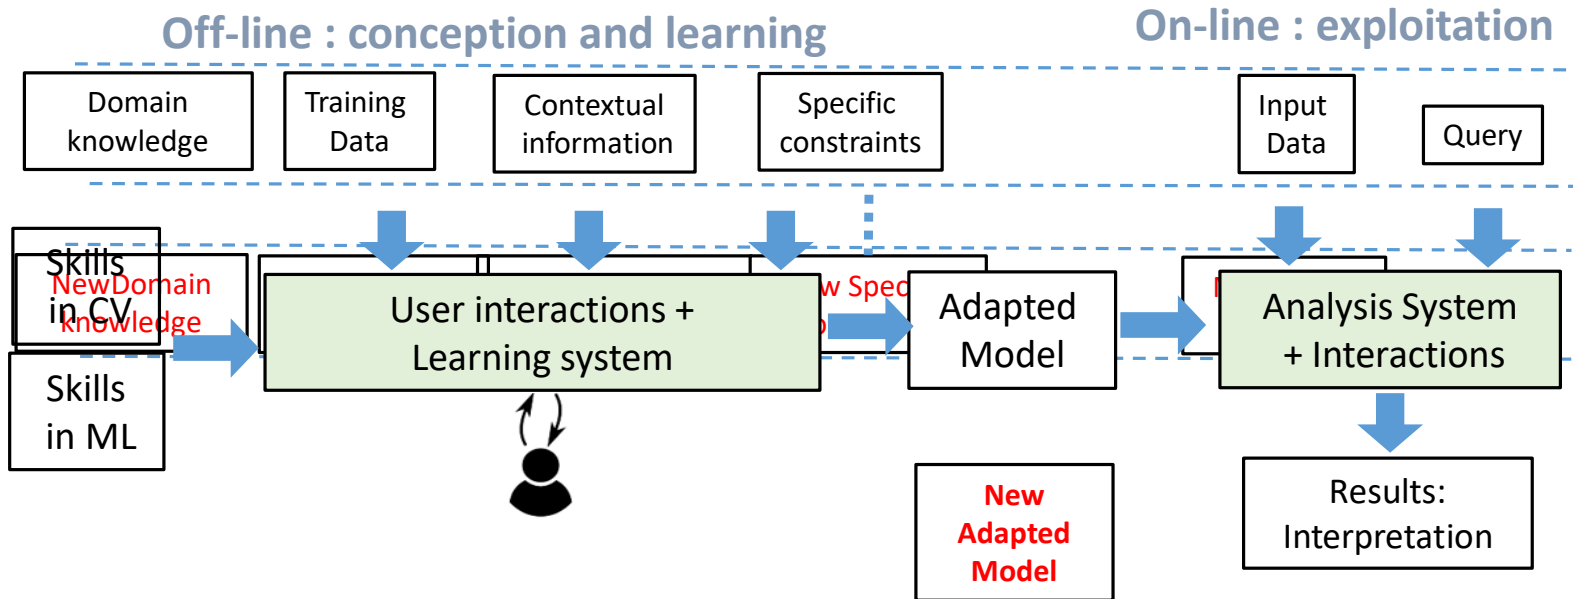 Off-line : conception and learning
On-line : exploitation
Domain
knowledge
Training
Data
Contextual
information
Specific
constraints
Input
Data
Query
Skills
in CV
NewDomain
knowledge
Skills
in ML
User interactions +
Learning system
Adapted
Model
Analysis System
+ Interactions
New
Adapted
Model
Results:
Interpretation